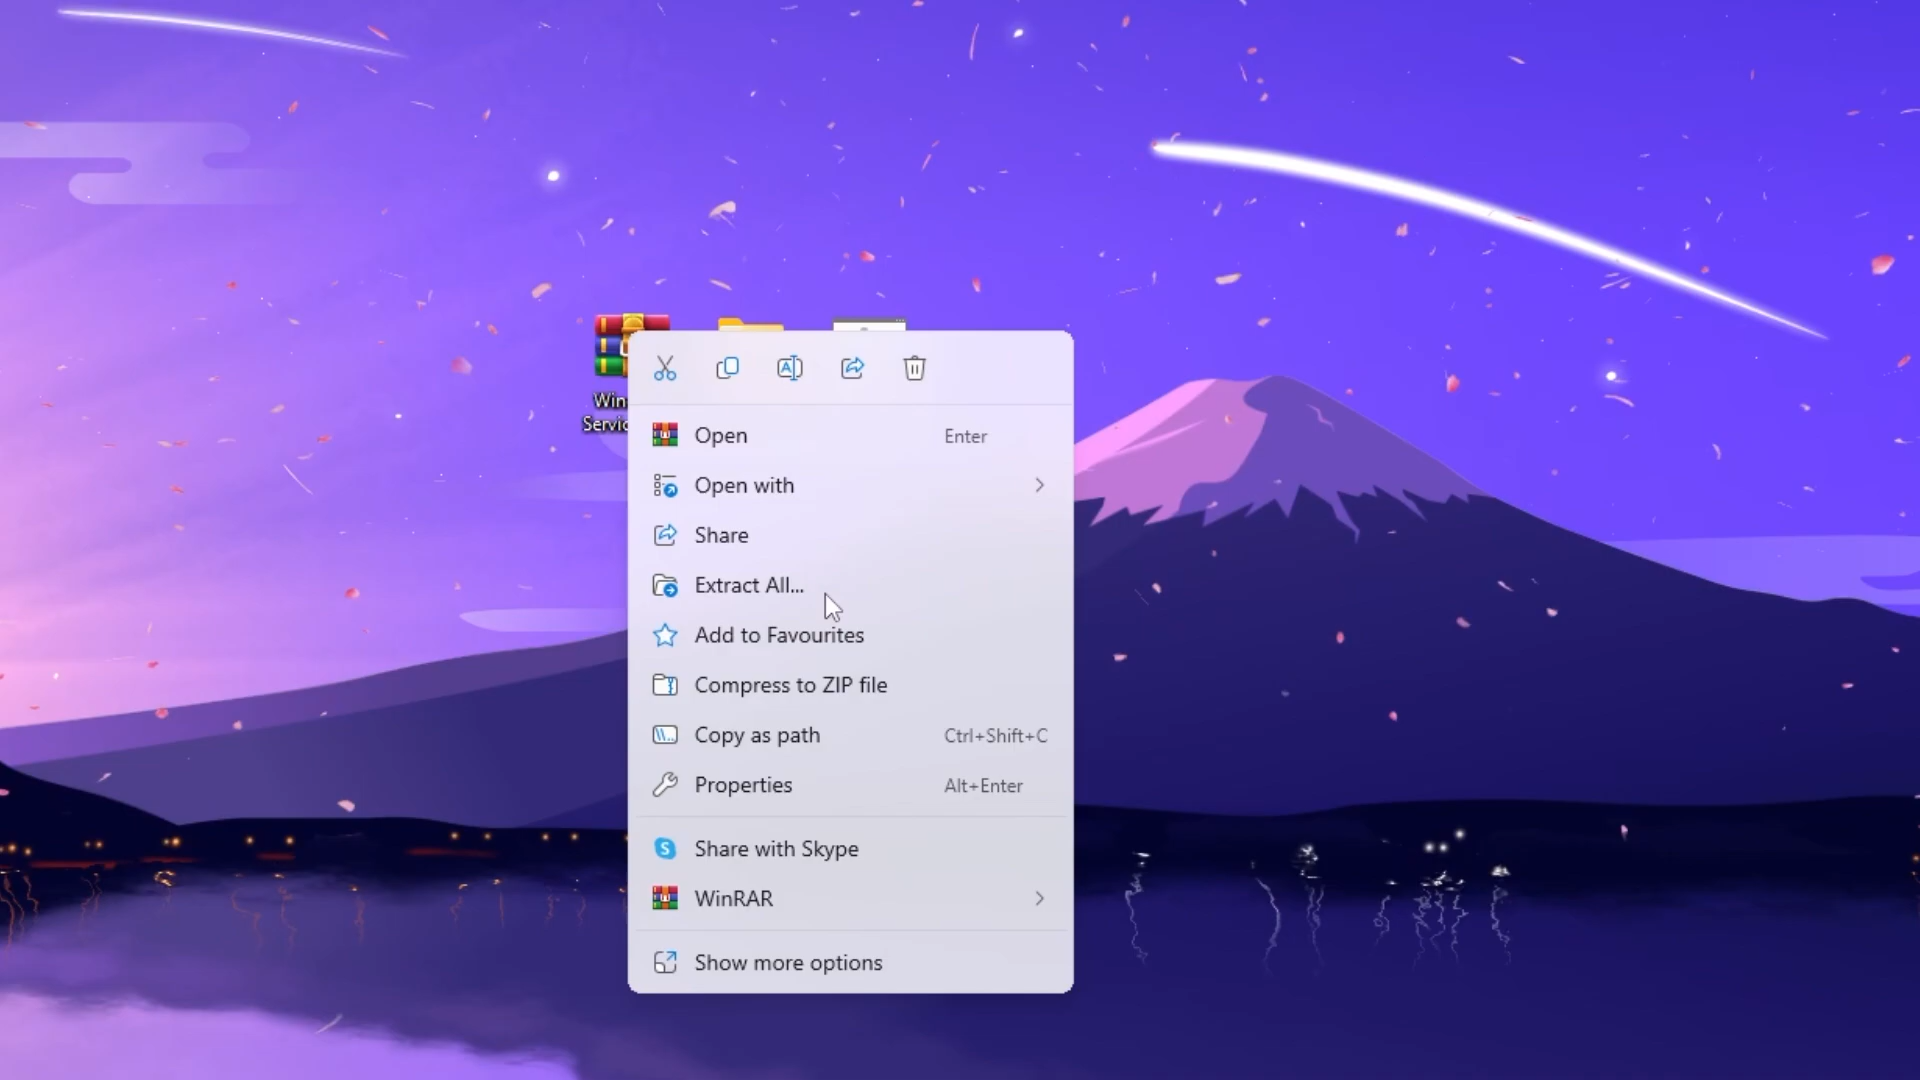 Win
Servic
Open Enter
Open with
Share
Extract All...
Add to Favourites
Compress to ZIP file
Copy as path Ctrl+Shift+C
Properties Alt+Enter
Share with Skype
WinRAR
Show more options